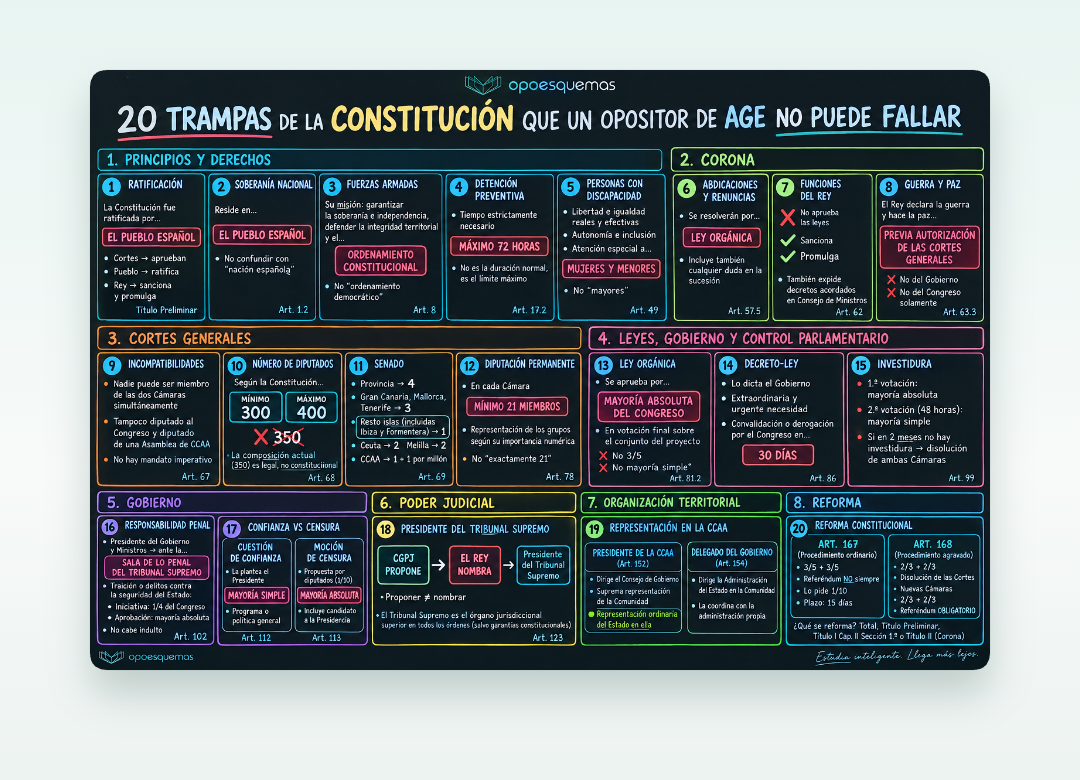 opoesquemas
20 TRAMPAS DE LA CONSTITUCIÓN QUE UN OPOSITOR DE AGE NO PUEDE FALLAR
1. PRINCIPIOS Y DERECHOS
1 RATIFICACIÓN
La Constitución fue
ratificada por...
EL PUEBLO ESPAÑOL
• Cortes → aprueban
• Pueblo → ratifica
• Rey → sanciona
y promulga
Título Preliminar
2 SOBERANÍA NACIONAL
Reside en...
EL PUEBLO ESPAÑOL
• No confundir con
"nación española"
Art. 1.2
3 FUERZAS ARMADAS
Su misión: garantizar
la soberanía e independencia,
defender la integridad territorial
y el...
ORDENAMIENTO
CONSTITUCIONAL
• No "ordenamiento
democrático"
Art. 8
4 DETENCIÓN
PREVENTIVA
• Tiempo estrictamente
necesario
MÁXIMO 72 HORAS
• No es la duración normal,
es el límite máximo
Art. 17.2
5 PERSONAS CON
DISCAPACIDAD
• Libertad e igualdad
reales y efectivas
• Autonomía e inclusión
• Atención especial a...
MUJERES Y MENORES
• No "mayores"
Art. 49
2. CORONA
6 ABDICACIONES
Y RENUNCIAS
• Se resolverán por...
LEY ORGÁNICA
• Incluye también
cualquier duda en la
sucesión
Art. 57.5
7 FUNCIONES
DEL REY
❌ No aprueba
las leyes
✓ Sanciona
✓ Promulga
• También expide
decretos acordados
en Consejo de Ministros
Art. 62
8 GUERRA Y PAZ
El Rey declara la guerra
y hace la paz...
PREVIA AUTORIZACIÓN
DE LAS CORTES
GENERALES
❌ No del Gobierno
❌ No del Congreso
solamente
Art. 63.3
3. CORTES GENERALES
9 INCOMPATIBILIDADES
• Nadie puede ser miembro
de las dos Cámaras
simultáneamente
• Tampoco diputado al
Congreso y diputado
de una Asamblea de CCAA
• No hay mandato imperativo
Art. 67
10 NÚMERO DE DIPUTADOS
Según la Constitución...
MÍNIMO
300
MÁXIMO
400
❌ 350
• La composición actual
(350) es legal, no constitucional
Art. 68
11 SENADO
• Provincia → 4
• Gran Canaria, Mallorca,
Tenerife → 3
• Resto islas (incluidas
Ibiza y Formentera) → 1
• Ceuta → 2 Melilla → 2
• CCAA → 1 + 1 por millón
Art. 69
12 DIPUTACIÓN PERMANENTE
• En cada Cámara
MÍNIMO 21 MIEMBROS
• Representación de los grupos
según su importancia numérica
• No "exactamente 21"
Art. 78
4. LEYES, GOBIERNO Y CONTROL PARLAMENTARIO
13 LEY ORGÁNICA
• Se aprueba por...
MAYORÍA ABSOLUTA
DEL CONGRESO
• En votación final sobre
el conjunto del proyecto
❌ No 3/5
❌ No mayoría simple"
Art. 81.2
14 DECRETO-LEY
• Lo dicta el Gobierno
• Extraordinaria y
urgente necesidad
• Convalidación o derogación
por el Congreso en...
30 DÍAS
Art. 86
15 INVESTIDURA
• 1.ª votación:
mayoría absoluta
• 2.ª votación (48 horas):
mayoría simple
• Si en 2 meses no hay
investidura → disolución
de ambas Cámaras
Art. 99
5. GOBIERNO
16 RESPONSABILIDAD PENAL
• Presidente del Gobierno
y Ministros → ante la...
SALA DE LO PENAL
DEL TRIBUNAL SUPREMO
• Traición o delitos contra
la seguridad del Estado:
• Iniciativa: 1/4 del Congreso
• Aprobación: mayoría absoluta
• No cabe indulto
Art. 102
17 CONFIANZA VS CENSURA
CUESTIÓN
DE CONFIANZA
• La plantea el
Presidente
MAYORÍA SIMPLE
• Programa o
política general
Art. 112
MOCIÓN
DE CENSURA
• Propuesta por
diputados (1/10)
MAYORÍA ABSOLUTA
• Incluye candidato
a la Presidencia
Art. 113
6. PODER JUDICIAL
18 PRESIDENTE DEL TRIBUNAL SUPREMO
CGPJ
PROPONE
→
EL REY
NOMBRA
→
Presidente
del Tribunal
Supremo
• Proponer ≠ nombrar
• El Tribunal Supremo es el órgano jurisdiccional
superior en todos los órdenes (salvo garantías constitucionales)
Art. 123
7. ORGANIZACIÓN TERRITORIAL
19 REPRESENTACIÓN EN LA CCAA
PRESIDENTE DE LA CCAA
(Art. 152)
• Dirige el Consejo de Gobierno
• Suprema representación
de la Comunidad
• Representación ordinaria
del Estado en ella
DELEGADO DEL GOBIERNO
(Art. 154)
• Dirige la Administración
del Estado en la Comunidad
• La coordina con la
administración propia
8. REFORMA
20 REFORMA CONSTITUCIONAL
ART. 167
(Procedimiento ordinario)
• 3/5 + 3/5
• Referéndum NO siempre
• Lo pide 1/10
• Plazo: 15 días
ART. 168
(Procedimiento agravado)
• 2/3 + 2/3
• Disolución de las Cortes
• Nuevas Cámaras
• 2/3 + 2/3
• Referéndum OBLIGATORIO
¿Qué se reforma? Total, Título Preliminar,
Título I Cap. II Sección 1.ª o Título II (Corona)
opoesquemas
Estudia inteligente. Llega más lejos.